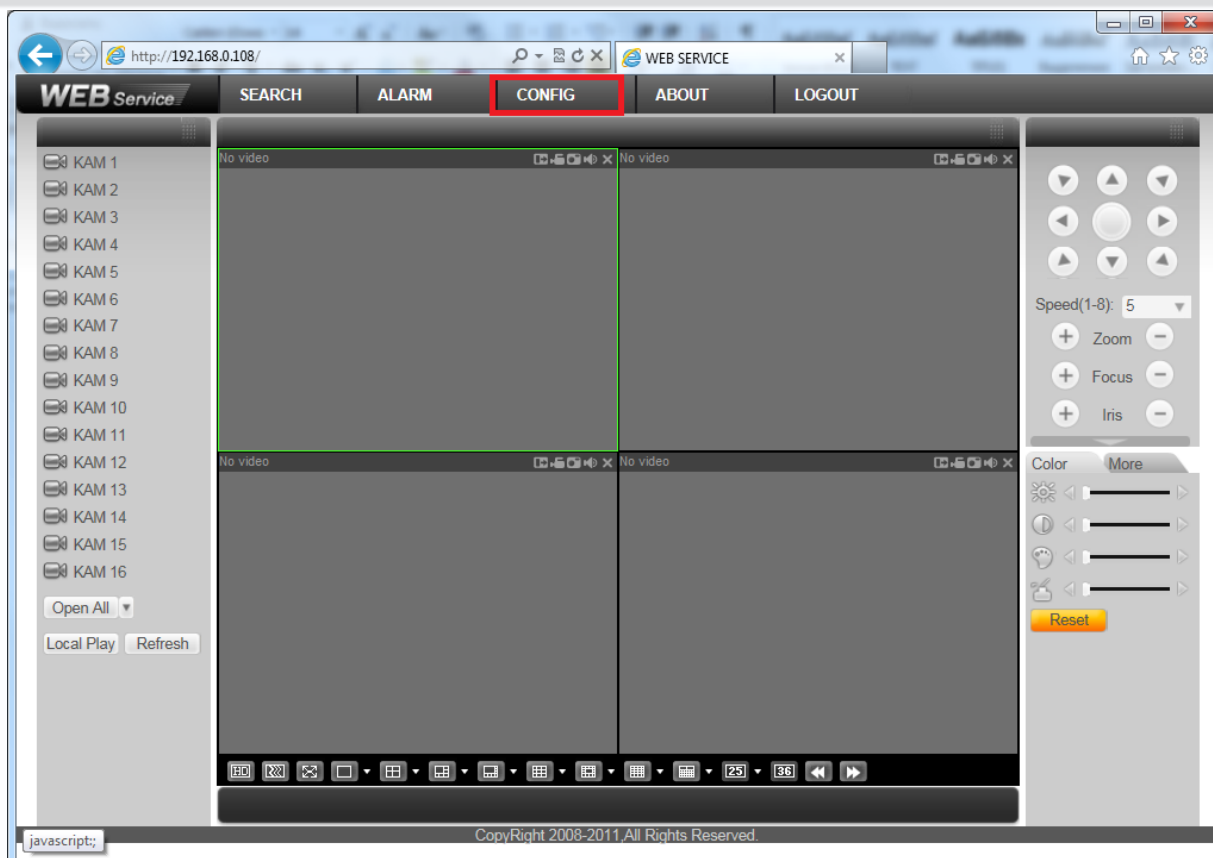 http://192.168.0.108/
WEB SERVICE
WEB Service
SEARCH
ALARM
CONFIG
ABOUT
LOGOUT
KAM 1
KAM 2
KAM 3
KAM 4
KAM 5
KAM 6
KAM 7
KAM 8
KAM 9
KAM 10
KAM 11
KAM 12
KAM 13
KAM 14
KAM 15
KAM 16
Open All
Local Play
Refresh
No video
No video
No video
No video
HD
25
36
Speed(1-8): 5
Zoom
Focus
Iris
Color
More
Reset
CopyRight 2008-2011,All Rights Reserved.
javascript:;